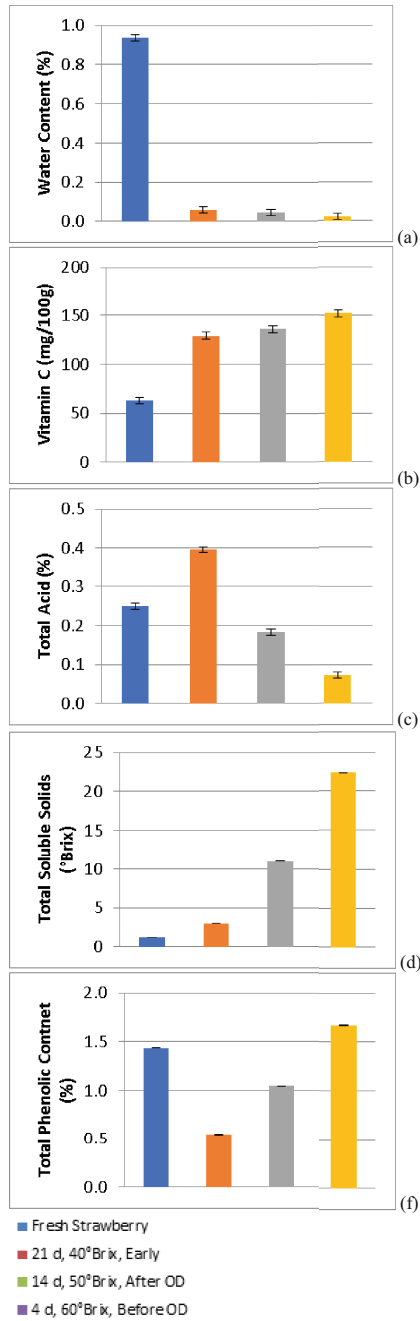 Water Content (%)
1.0
0.8
0.6
0.4
0.2
0.0
(a)
Vitamin C (mg/100g)
200
150
100
50
0
(b)
Total Acid (%)
0.5
0.4
0.3
0.2
0.1
0.0
(c)
Total Soluble Solids
(°Brix)
25
20
15
10
5
0
(d)
Total Phenolic Contnet
(%)
2.0
1.5
1.0
0.5
0.0
(f)
Fresh Strawberry
21 d, 40°Brix, Early
14 d, 50°Brix, After OD
4 d, 60°Brix, Before OD